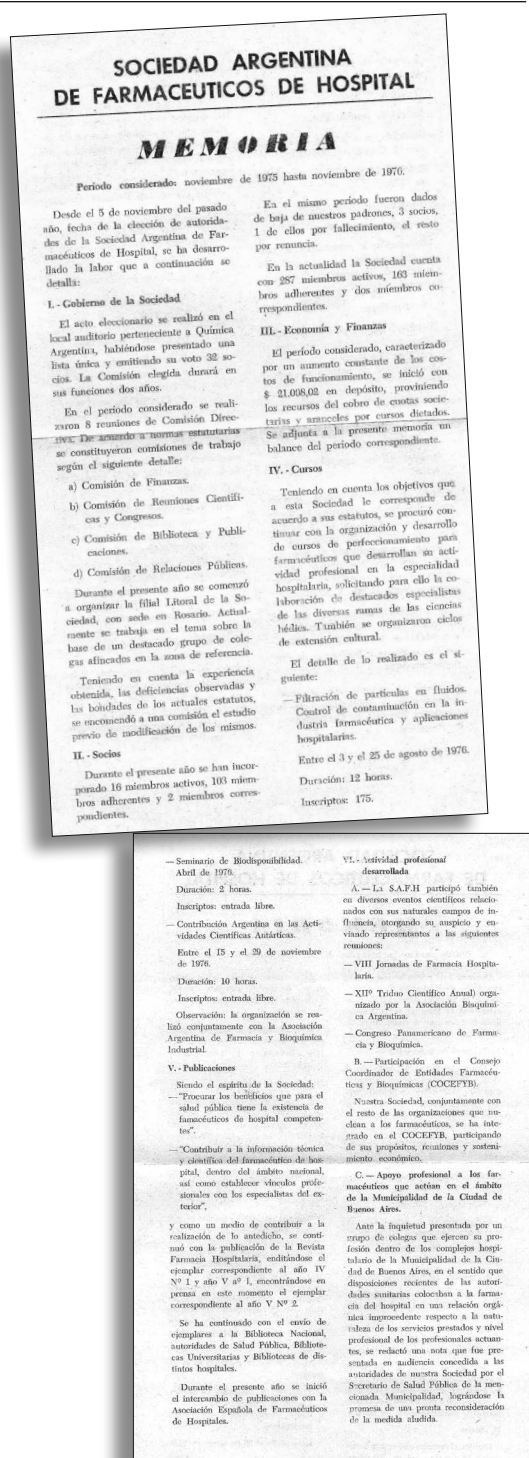 SOCIEDAD ARGENTINA
DE FARMACEUTICOS DE HOSPITAL
MEMORIA
Período considerado: noviembre de 1975 hasta noviembre de 1976.
Desde el 5 de noviembre del pasado
año, fecha de la elección de autorida-
des de la Sociedad Argentina de Far-
macéuticos de Hospital, se ha desarro-
llado la labor que a continuación se
detalla:
I. - Gobierno de la Sociedad
El acto eleccionario se realizó en el
local auditorio perteneciente a Química
Argentina, habiéndose presentado una
lista única y emitiendo su voto 32 so-
cios. La Comisión elegida durará en
sus funciones dos años.
En el período considerado se reali-
zaron 8 reuniones de Comisión Direc-
tiva. De acuerdo a normas estatutarias
se constituyeron comisiones de trabajo
según el siguiente detalle:
a) Comisión de Finanzas.
b) Comisión de Reuniones Científi-
cas y Congresos.
c) Comisión de Biblioteca y Publi-
caciones.
d) Comisión de Relaciones Públicas.
Durante el presente año se comenzó
a organizar la filial Litoral de la So-
ciedad, con sede en Rosario. Actual-
mente se trabaja en el tema sobre la
base de un destacado grupo de cole-
gas afincados en la zona de referencia.
Teniendo en cuenta la experiencia
obtenida, las deficiencias observadas y
las bondades de los actuales estatutos,
se encomendó a una comisión el estudio
previo de modificación de los mismos.
II. - Socios
Durante el presente año se han incor-
porado 16 miembros activos, 103 miem-
bros adherentes y 2 miembros corres-
pondientes.
En el mismo período fueron dados
de baja de nuestros padrones, 3 socios,
1 de ellos por fallecimiento, el resto
por renuncia.
En la actualidad la Sociedad cuenta
con 287 miembros activos, 163 miem-
bros adherentes y dos miembros co-
rrespondientes.
III. - Economía y Finanzas
El período considerado, caracterizado
por un aumento constante de los cos-
tos de funcionamiento, se inició con
$ 21.008,02 en depósito, proviniendo
los recursos del cobro de cuotas socie-
tarias y aranceles por cursos dictados.
Se adjunta a la presente memoria un
balance del período correspondiente.
IV. - Cursos
Teniendo en cuenta los objetivos que
a esta Sociedad le corresponde de
acuerdo a sus estatutos, se procuró con-
tinuar con la organización y desarrollo
de cursos de perfeccionamiento para
farmacéuticos que desarrollan su acti-
vidad profesional en la especialidad
hospitalaria, solicitando para ello la co-
laboración de destacados especialistas
de las diversas ramas de las ciencias
médicas. También se organizaron ciclos
de extensión cultural.
El detalle de lo realizado es el si-
guiente:
— Filtración de partículas en fluidos.
Control de contaminación en la in-
dustria farmacéutica y aplicaciones
hospitalarias.
Entre el 3 y el 25 de agosto de 1976.
Duración: 12 horas.
Inscriptos: 175.
— Seminario de Biodisponibilidad.
Abril de 1976.
Duración: 2 horas.
Inscriptos: entrada libre.
— Contribución Argentina en las Acti-
vidades Científicas Antárticas.
Entre el 15 y el 29 de noviembre
de 1976.
Duración: 10 horas.
Inscriptos: entrada libre.
Observación: la organización se rea-
lizó conjuntamente con la Asociación
Argentina de Farmacia y Bioquímica
Industrial.
V. - Publicaciones
Siendo el espíritu de la Sociedad:
— "Procurar los beneficios que para el
salud pública tiene la existencia de
famacéuticos de hospital competen-
tes".
— "Contribuir a la información técnica
y científica del farmacéutico de hos-
pital, dentro del ámbito nacional,
así como establecer vínculos profe-
sionales con los especialistas del ex-
terior",
y como un medio de contribuir a la
realización de lo antedicho, se conti-
nuó con la publicación de la Revista
Farmacia Hospitalaria, enditándose el
ejemplar correspondiente al año IV
Nº 1 y año V nº 1, encontrándose en
prensa en este momento el ejemplar
correspondiente al año V Nº 2.
Se ha continuado con el envío de
ejemplares a la Biblioteca Nacional,
autoridades de Salud Pública, Bibliote-
cas Universitarias y Bibliotecas de dis-
tintos hospitales.
Durante el presente año se inició
el intercambio de publicaciones con la
Asociación Española de Farmacéuticos
de Hospitales.
VI. - Actividad profesional
desarrollada
A. — La S.A.F.H participó también
en diversos eventos científicos relacio-
nados con sus naturales campos de in-
fluencia, otorgando su auspicio y en-
viando representantes a las siguientes
reuniones:
— VIII Jornadas de Farmacia Hospita-
laria.
— XIIº Triduo Científico Anual) orga-
nizado por la Asociación Bioquími-
ca Argentina.
— Congreso Panamericano de Farma-
cia y Bioquímica.
B. — Participación en el Consejo
Coordinador de Entidades Farmacéu-
ticas y Bioquímicas (COCEFYB).
Nuestra Sociedad, conjuntamente con
el resto de las organizaciones que nu-
clean a los farmacéuticos, se ha inte-
grado en el COCEFYB, participando
de sus propósitos, reuniones y sosteni-
miento económico.
C. — Apoyo profesional a los far-
macéuticos que actúan en el ámbito
de la Municipalidad de la Ciudad de
Buenos Aires.
Ante la inquietud presentada por un
grupo de colegas que ejercen su pro-
fesión dentro de los complejos hospi-
talario de la Municipalidad de la Ciu-
dad de Buenos Aires, en el sentido que
disposiciones recientes de las autori-
dades sanitarias colocaban a la farma-
cia del hospital en una relación orgá-
nica improcedente respecto a la natu-
raleza de los servicios prestados y nivel
profesional de los profesionales actuan-
tes, se redactó una nota que fue pre-
sentada en audiencia concedida a las
autoridades de nuestra Sociedad por el
Secretario de Salud Pública de la men-
cionada Municipalidad, lográndose la
promesa de una pronta reconsideración
de la medida aludida.